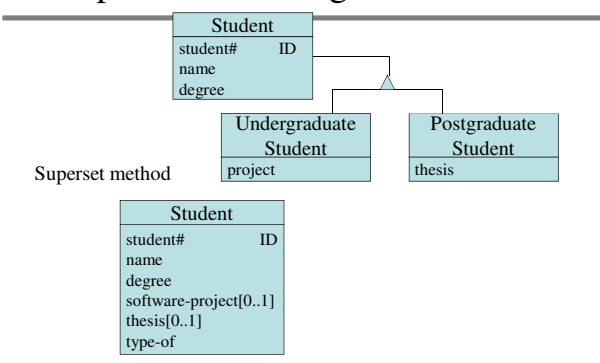 Student
student# ID
name
degree
Undergraduate
Student
project
Postgraduate
Student
thesis
Superset method
Student
student# ID
name
degree
software-project[0..1]
thesis[0..1]
type-of